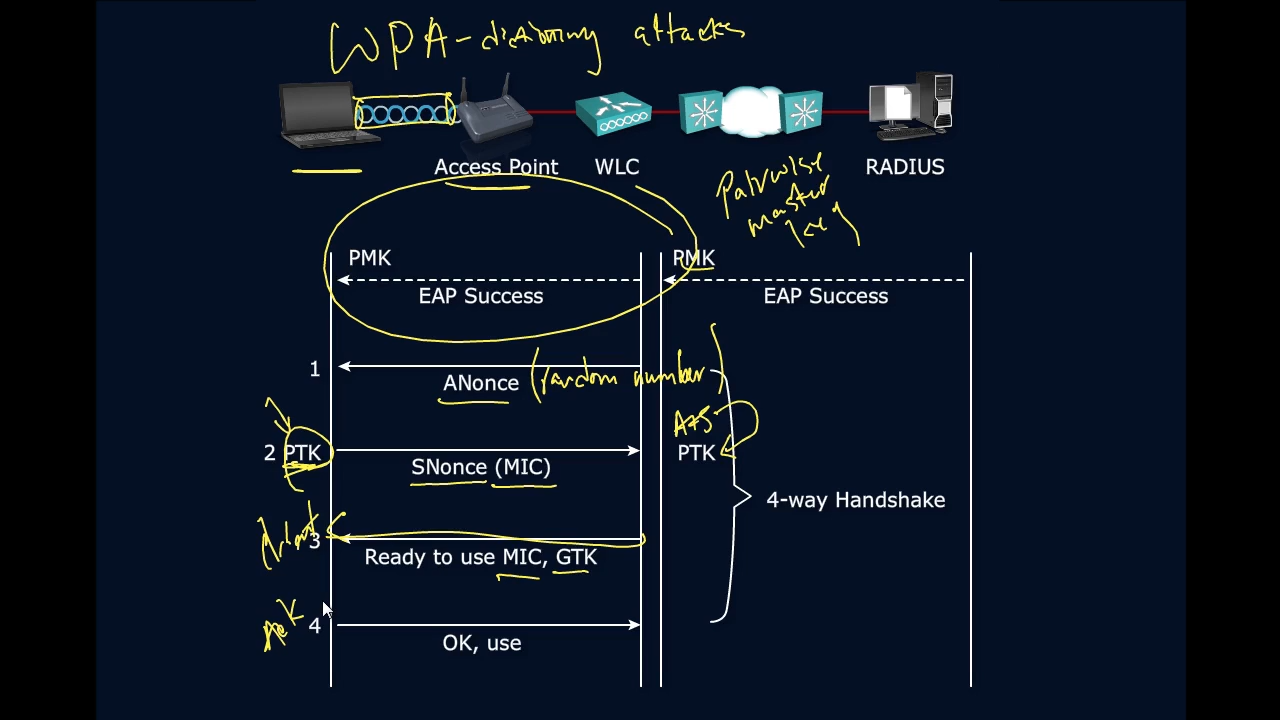 WPA-dictionary attacks
Access Point
WLC
RADIUS
Pairwise
master
key
PMK
PMK
EAP Success
EAP Success
1
ANonce
(random number)
A+S
2
PTK
SNonce (MIC)
PTK
4-way Handshake
3
Ready to use MIC, GTK
4
OK, use